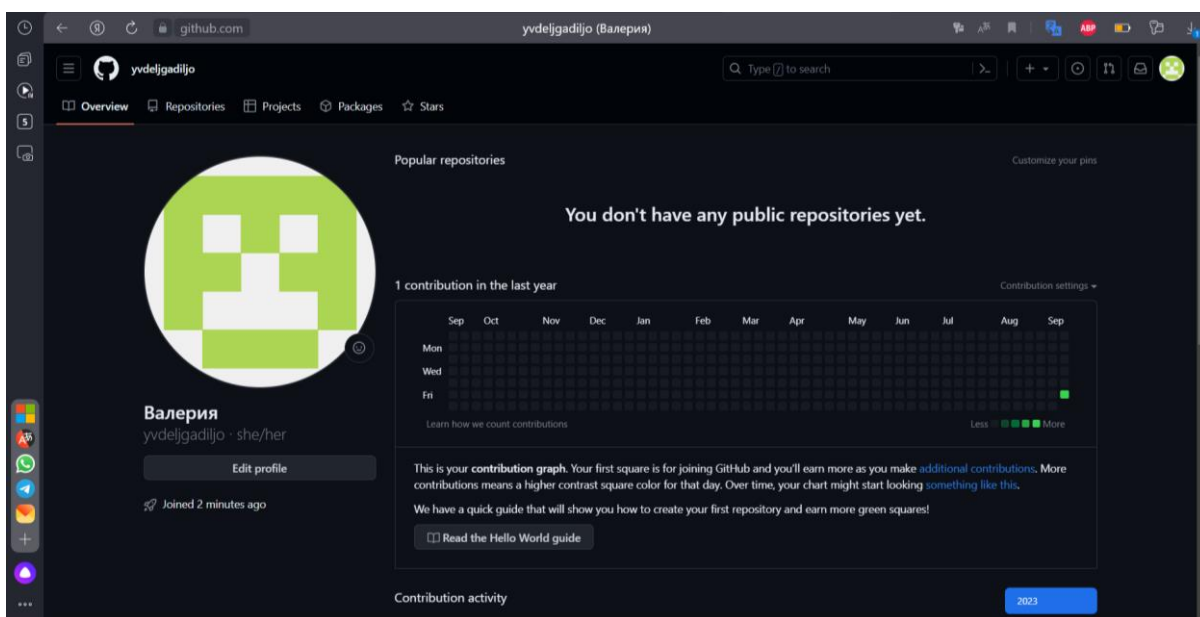 github.com
yvdeljgadiljo (Валерия)
ABP
yvdeljgadiljo
Type / to search
Overview
Repositories
Projects
Packages
Stars
Popular repositories
Customize your pins
You don't have any public repositories yet.
1 contribution in the last year
Contribution settings
Sep Oct Nov Dec Jan Feb Mar Apr May Jun Jul Aug Sep
Mon
Wed
Fri
Learn how we count contributions
Less More
Валерия
yvdeljgadiljo · she/her
Edit profile
Joined 2 minutes ago
This is your contribution graph. Your first square is for joining GitHub and you'll earn more as you make additional contributions. More
contributions means a higher contrast square color for that day. Over time, your chart might start looking something like this.
We have a quick guide that will show you how to create your first repository and earn more green squares!
Read the Hello World guide
Contribution activity
2023